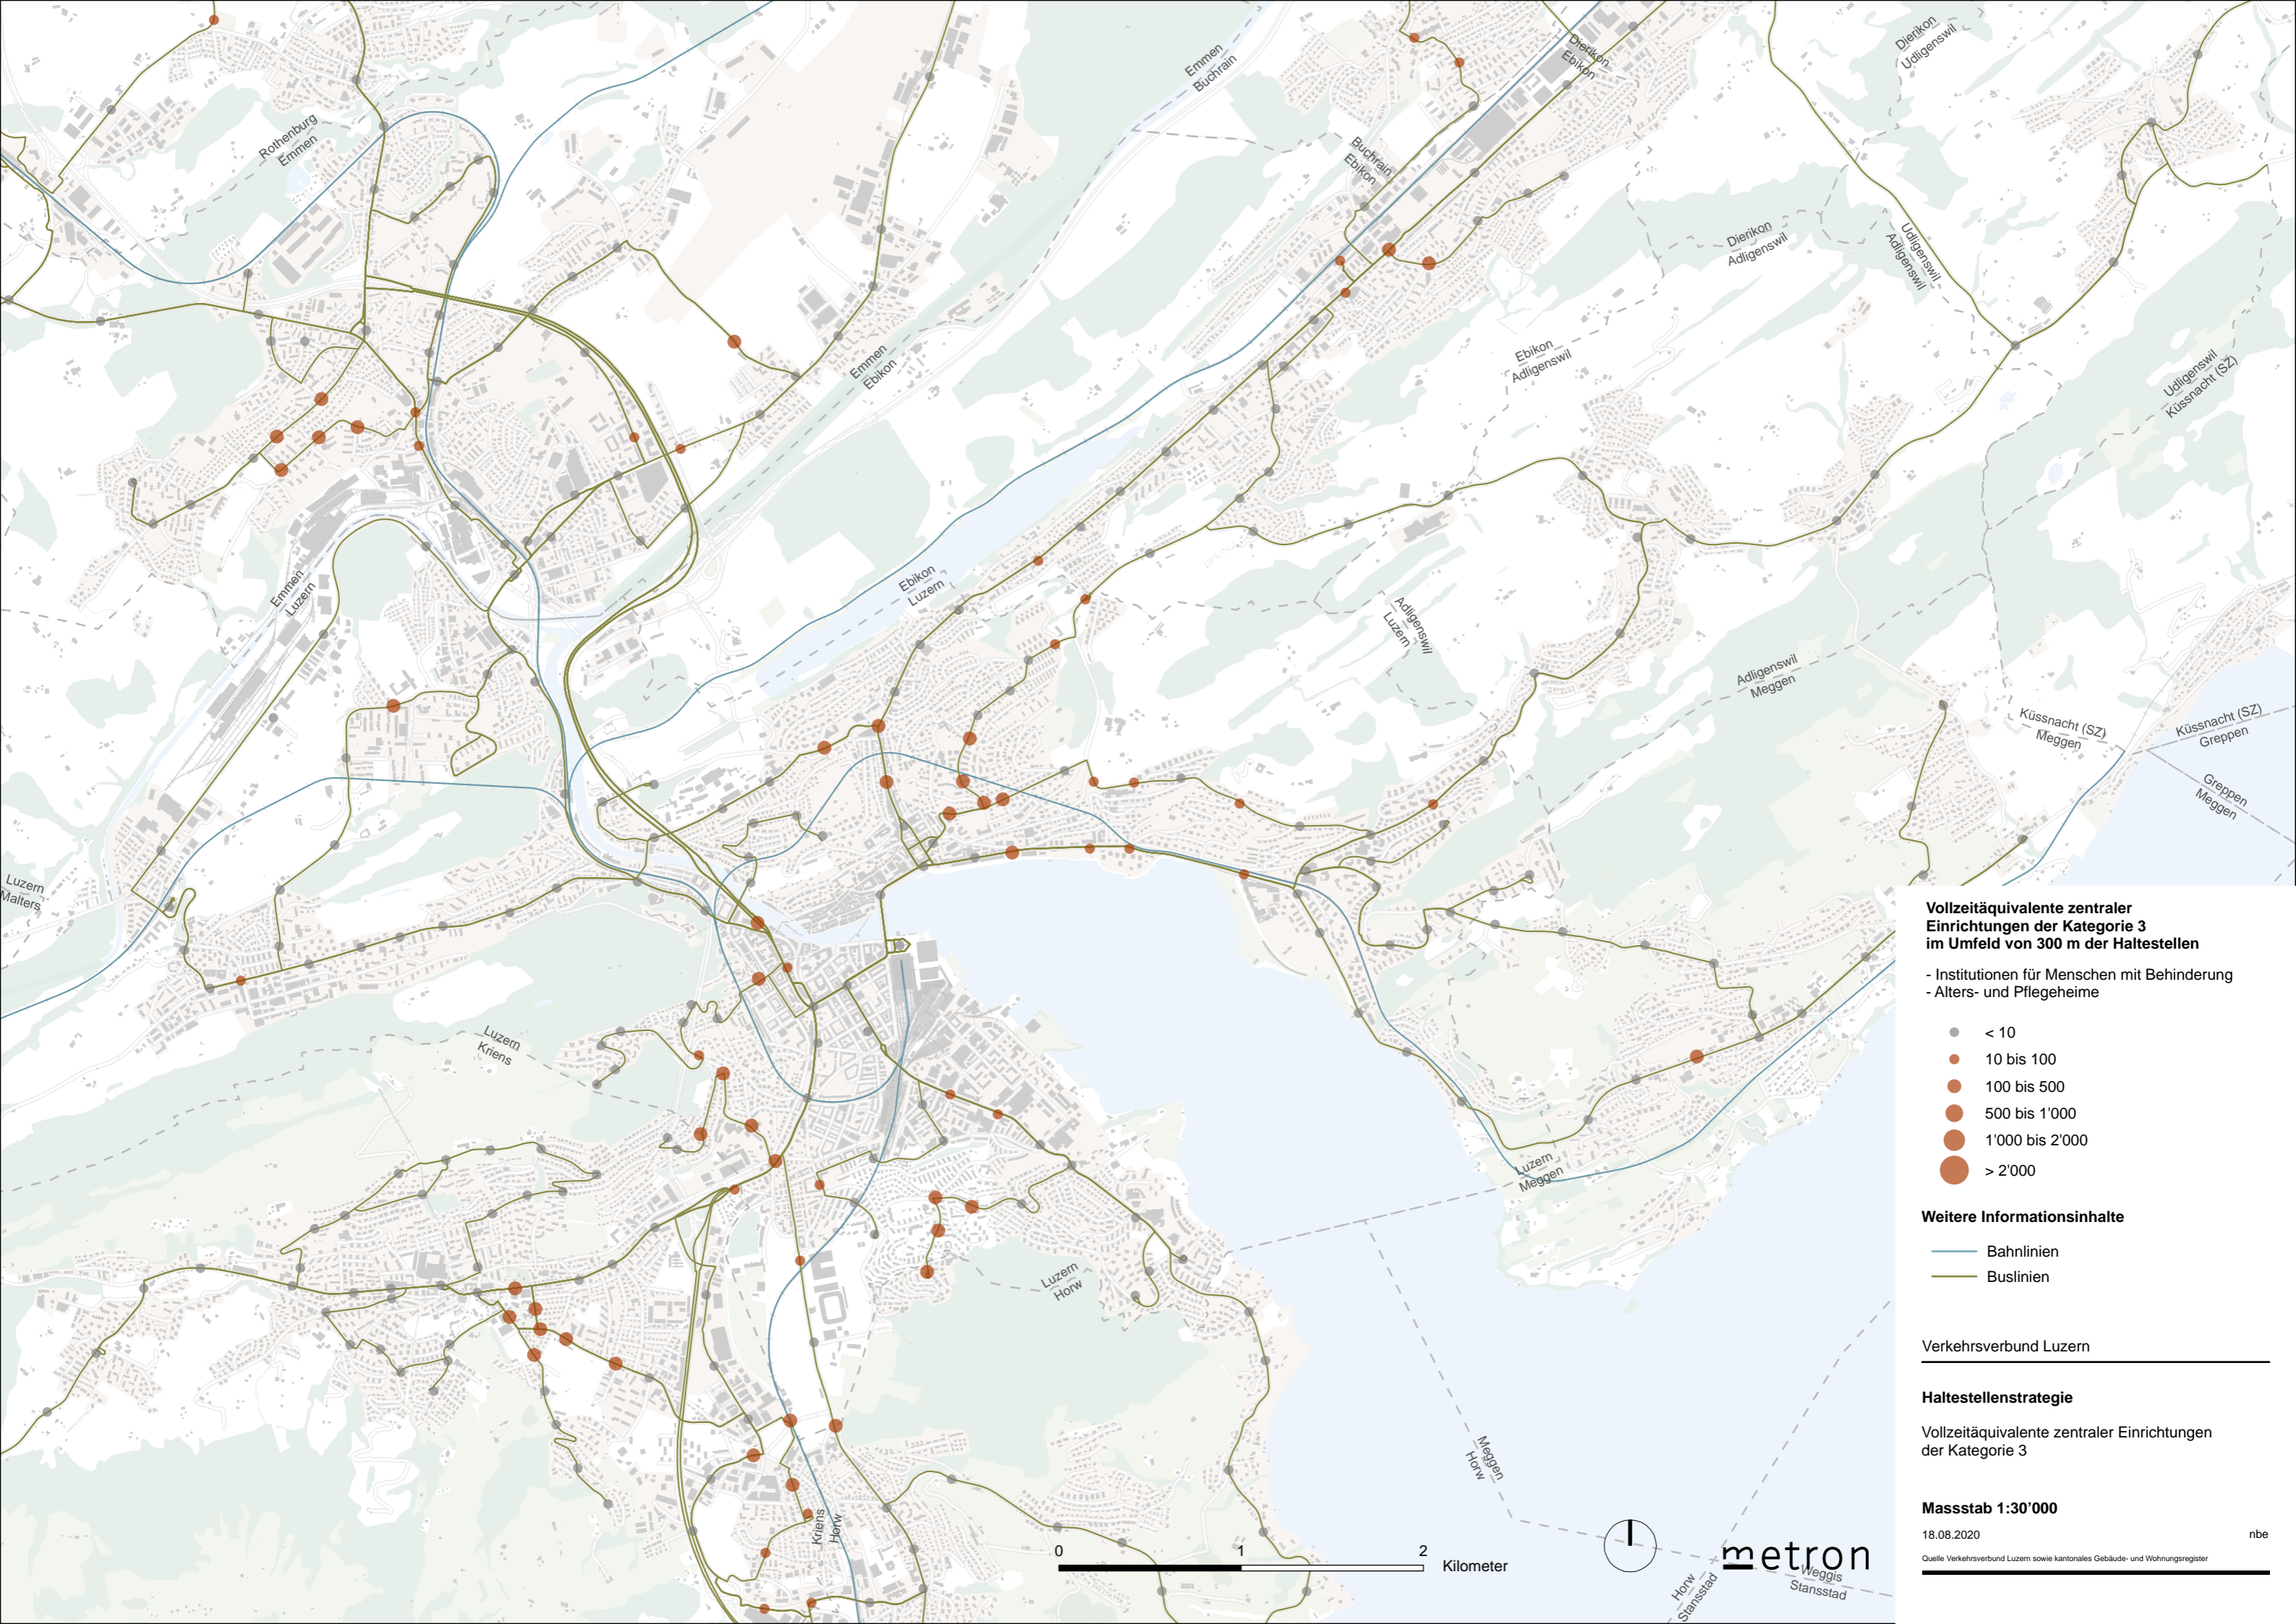 Dierikon
Udligenswil
Dierikon
Ebikon
Emmen
Buchrain
Rothenburg
Emmen
Buchrain
Ebikon
Dierikon
Adligenswil
Udligenswil
Adligenswil
Emmen
Ebikon
Ebikon
Adligenswil
Udligenswil
Küssnacht (SZ)
Emmen
Luzern
Ebikon
Luzern
Adligenswil
Luzern
Adligenswil
Meggen
Küssnacht (SZ)
Meggen
Küssnacht (SZ)
Greppen
Greppen
Meggen
Luzern
Malters
Luzern
Kriens
Luzern
Meggen
Luzern
Horw
Meggen
Horw
Kriens
Horw
Horw
Stansstad
Weggis
Stansstad
0 1 2
Kilometer
metron
Vollzeitäquivalente zentraler
Einrichtungen der Kategorie 3
im Umfeld von 300 m der Haltestellen
- Institutionen für Menschen mit Behinderung
- Alters- und Pflegeheime
< 10
10 bis 100
100 bis 500
500 bis 1'000
1'000 bis 2'000
> 2'000
Weitere Informationsinhalte
Bahnlinien
Buslinien
Verkehrsverbund Luzern
Haltestellenstrategie
Vollzeitäquivalente zentraler Einrichtungen
der Kategorie 3
Massstab 1:30'000
18.08.2020 nbe
Quelle Verkehrsverbund Luzern sowie kantonales Gebäude- und Wohnungsregister